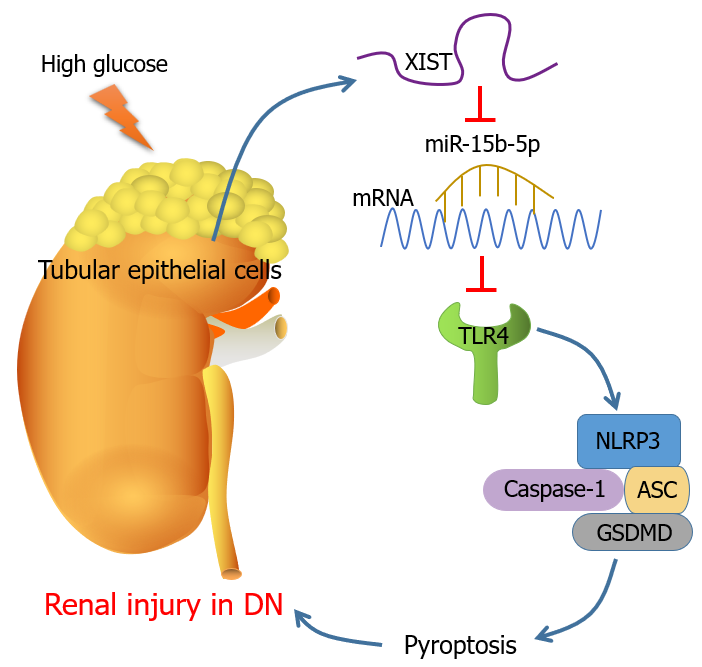 High glucose
XIST
miR-15b-5p
mRNA
Tubular epithelial cells
TLR4
NLRP3
Caspase-1
ASC
GSDMD
Renal injury in DN
Pyroptosis